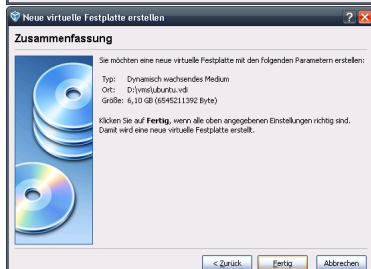 Neue virtuelle Festplatte erstellen
Zusammenfassung
Sie möchten eine neue virtuelle Festplatte mit den folgenden Parametern erstellen:
Typ: Dynamisch wachsendes Medium
Ort: D:\vms\ubuntu.vdi
Größe: 6,10 GB (6545211392 Byte)
Klicken Sie auf Fertig, wenn alle oben angegebenen Einstellungen richtig sind.
Damit wird eine neue virtuelle Festplatte erstellt.
< Zurück Fertig Abbrechen